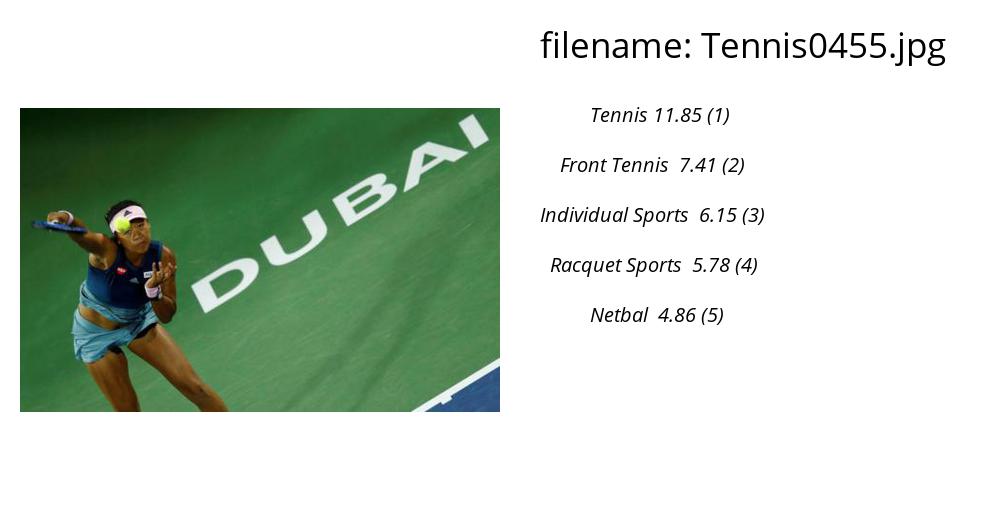 filename: Tennis0455.jpg
Tennis 11.85 (1)
Front Tennis 7.41 (2)
Individual Sports 6.15 (3)
Racquet Sports 5.78 (4)
Netbal 4.86 (5)
DUBAI